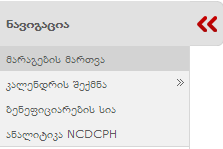 ნავიგაცია
მარაგების მართვა
კალენდრის შექმნა
ბენეფიციარების სია
ანალიტიკა NCDCPH